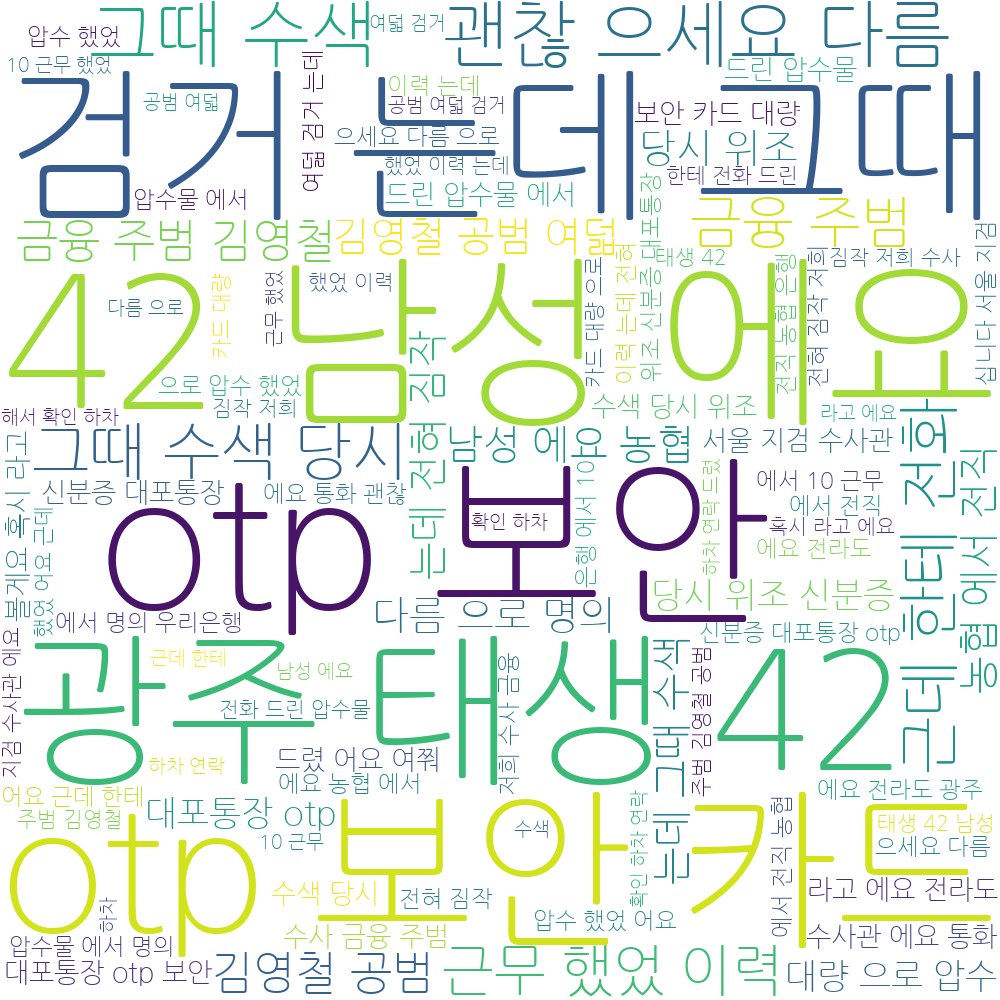 압수 했었
그때 수색
여덟 검거
괜찮 으세요 다름
10 근무 했었
공범 여덟
여덟 검거 는데
이력 는데
공범 여덟 검거
드린 압수물
검거 는데 그때
보안 카드 대량
으세요 다름 으로
당시 위조
했었 이력 는데
한테 전화 드린
압수물 에서
드린 압수물 에서
금융 주범 김영철
김영철 공범 여덟
금융 주범
태생 42
짐작 저희 수사
십니다 서울 지검
42 남성 에요
다름 으로
카드 대량
근무 했었
했었 이력
짐작
카드 대량 으로
이력 는데 전혀
위조 신분증 대포통장
전직 농협 은행
전혀 짐작 저희
으로 압수 했었
짐작 저희
수색 당시 위조
라고 에요
해서 확인 하차
그때 수색 당시
남성 에요 농협
서울 지검 수사관
볼게요 혹시 라고
신분증 대포통장
에요 통화 괜찮
는데 전혀
확인 하차
은행 에서 10
하차 연락 드렸
에서 10 근무
에서 전직
혹시 라고 에요
한테 전화
에서 전직
otp 보안
했었 어요 근데
에요 전라도
에서 명의 우리은행
다름 으로 명의
당시 위조 신분증
신분증 대포통장 otp
근데 한테
농협 에서
지검 수사관 에요
근데 한테
남성 에요
광주 태생 42
전화 드린 압수물
저희 수사 금융
그때 수색
주범 김영철 공범
하차 연락
드렸 어요 여쭤
에요 농협 에서
어요 근데 한테
주범 김영철
대포통장 otp
10 근무
수색
는데 그때
확인 하차 연락
에서 전직 농협
에요 전라도 광주
태생 42 남성
으세요 다름
otp 보안 카드
하차
수색 당시
전혀 짐작
라고 에요 전라도
압수물 에서 명의
수사 금융 주범
압수 했었 어요
수사관 에요 통화
대포통장 otp 보안
김영철 공범
근무 했었 이력
대량 으로 압수